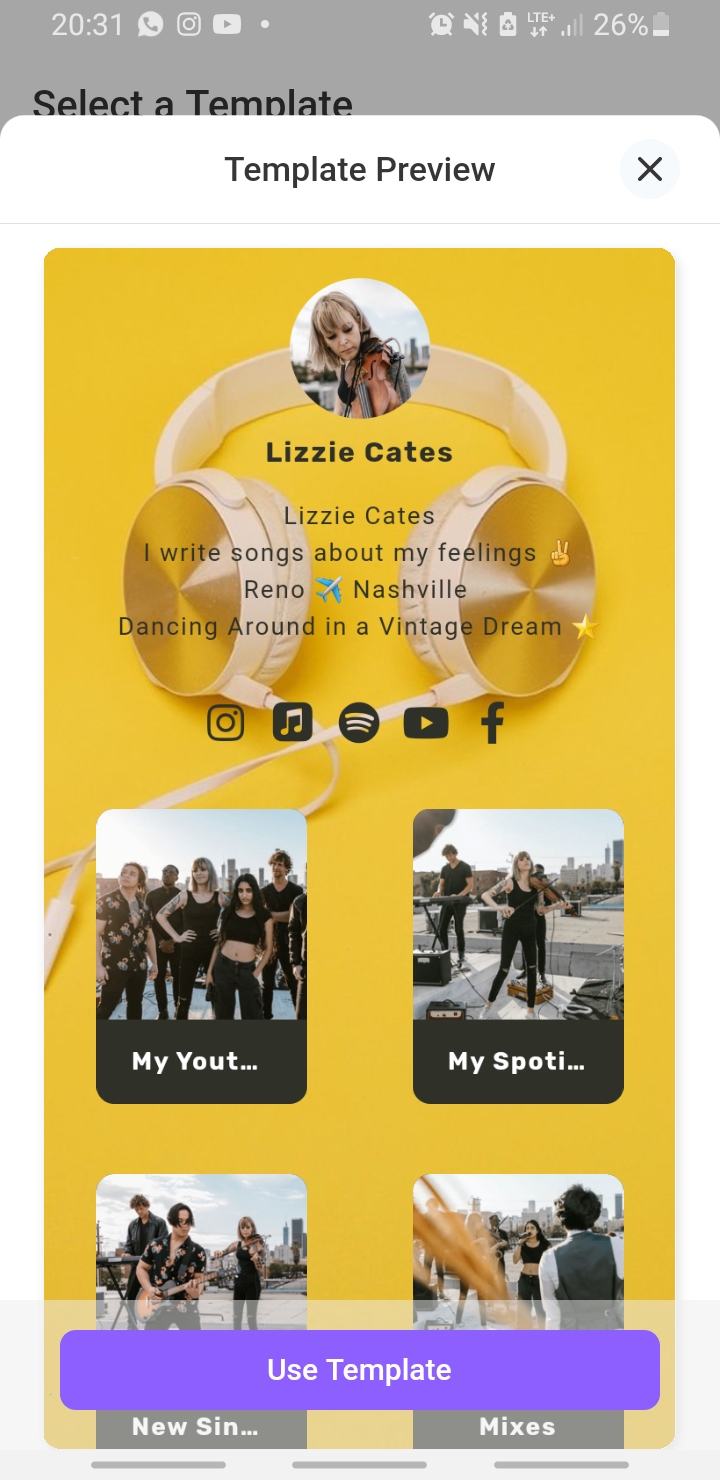 20:31
LTE+
26%
Select a Template
Template Preview
Lizzie Cates
Lizzie Cates
I write songs about my feelings ✌️
Reno ✈️ Nashville
Dancing Around in a Vintage Dream ⭐
My Yout...
My Spoti...
Use Template
New Sin...
Mixes